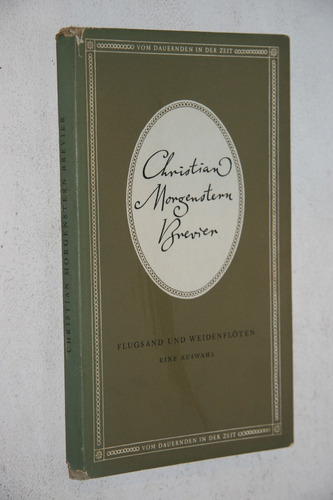 VOM DAUERNDEN IN DER ZEIT
Christian
Morgenstern
Brevier
FLUGSAND UND WEIDENFLÖTEN
EINE AUSWAHL
VOM DAUERNDEN IN DER ZEIT
CHRISTIAN MORGENSTERN BREVIER